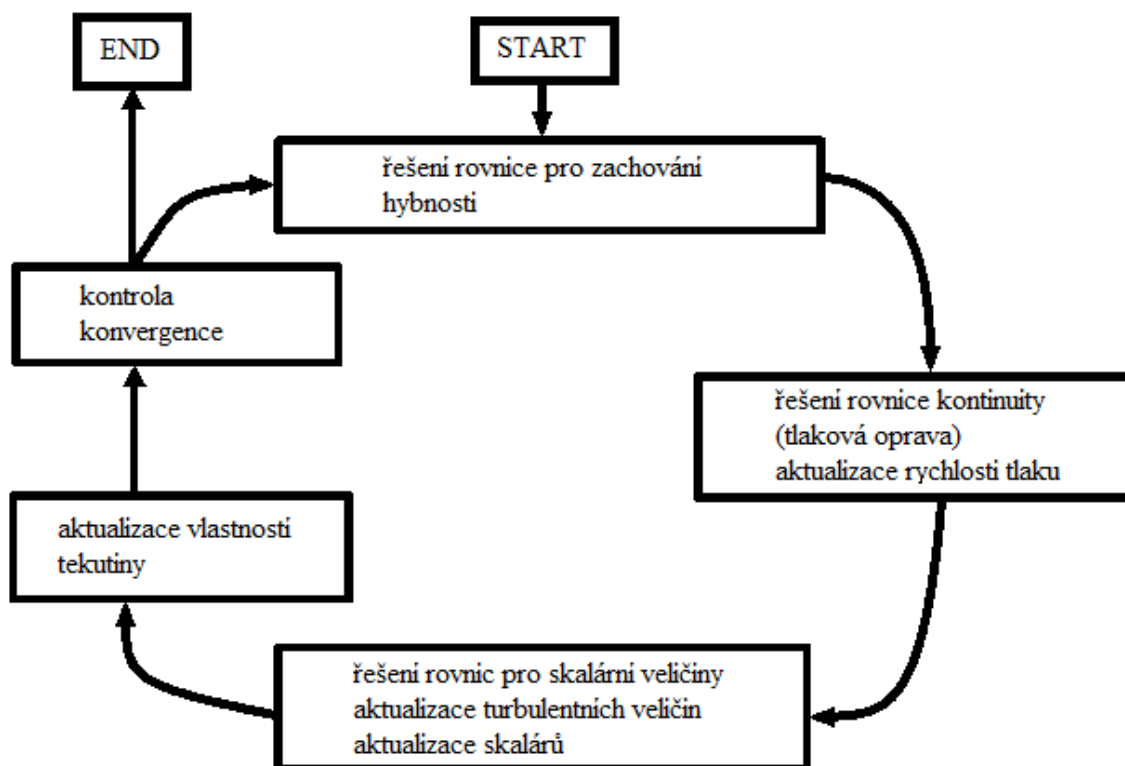 END
START
řešení rovnice pro zachování
hybnosti
kontrola
konvergence
řešení rovnice kontinuity
(tlaková oprava)
aktualizace rychlosti tlaku
aktualizace vlastností
tekutiny
řešení rovnic pro skalární veličiny
aktualizace turbulentních veličin
aktualizace skalárů